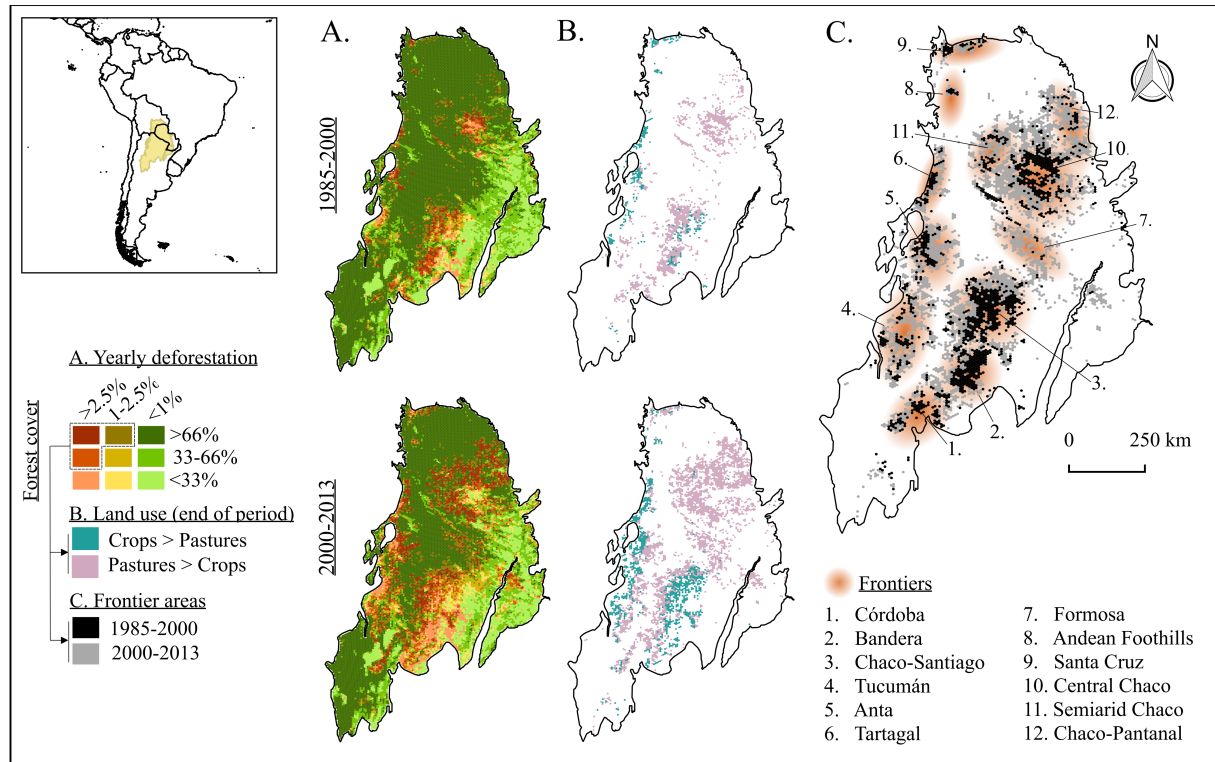 A.
B.
C.
N
1985-2000
2000-2013
9.
8.
12.
11.
10.
6.
7.
5.
4.
3.
2.
1.
0 250 km
A. Yearly deforestation
>2.5% 1-2.5% <1%
Forest cover
>66%
33-66%
<33%
B. Land use (end of period)
Crops > Pastures
Pastures > Crops
C. Frontier areas
1985-2000
2000-2013
Frontiers
1. Córdoba
2. Bandera
3. Chaco-Santiago
4. Tucumán
5. Anta
6. Tartagal
7. Formosa
8. Andean Foothills
9. Santa Cruz
10. Central Chaco
11. Semiarid Chaco
12. Chaco-Pantanal